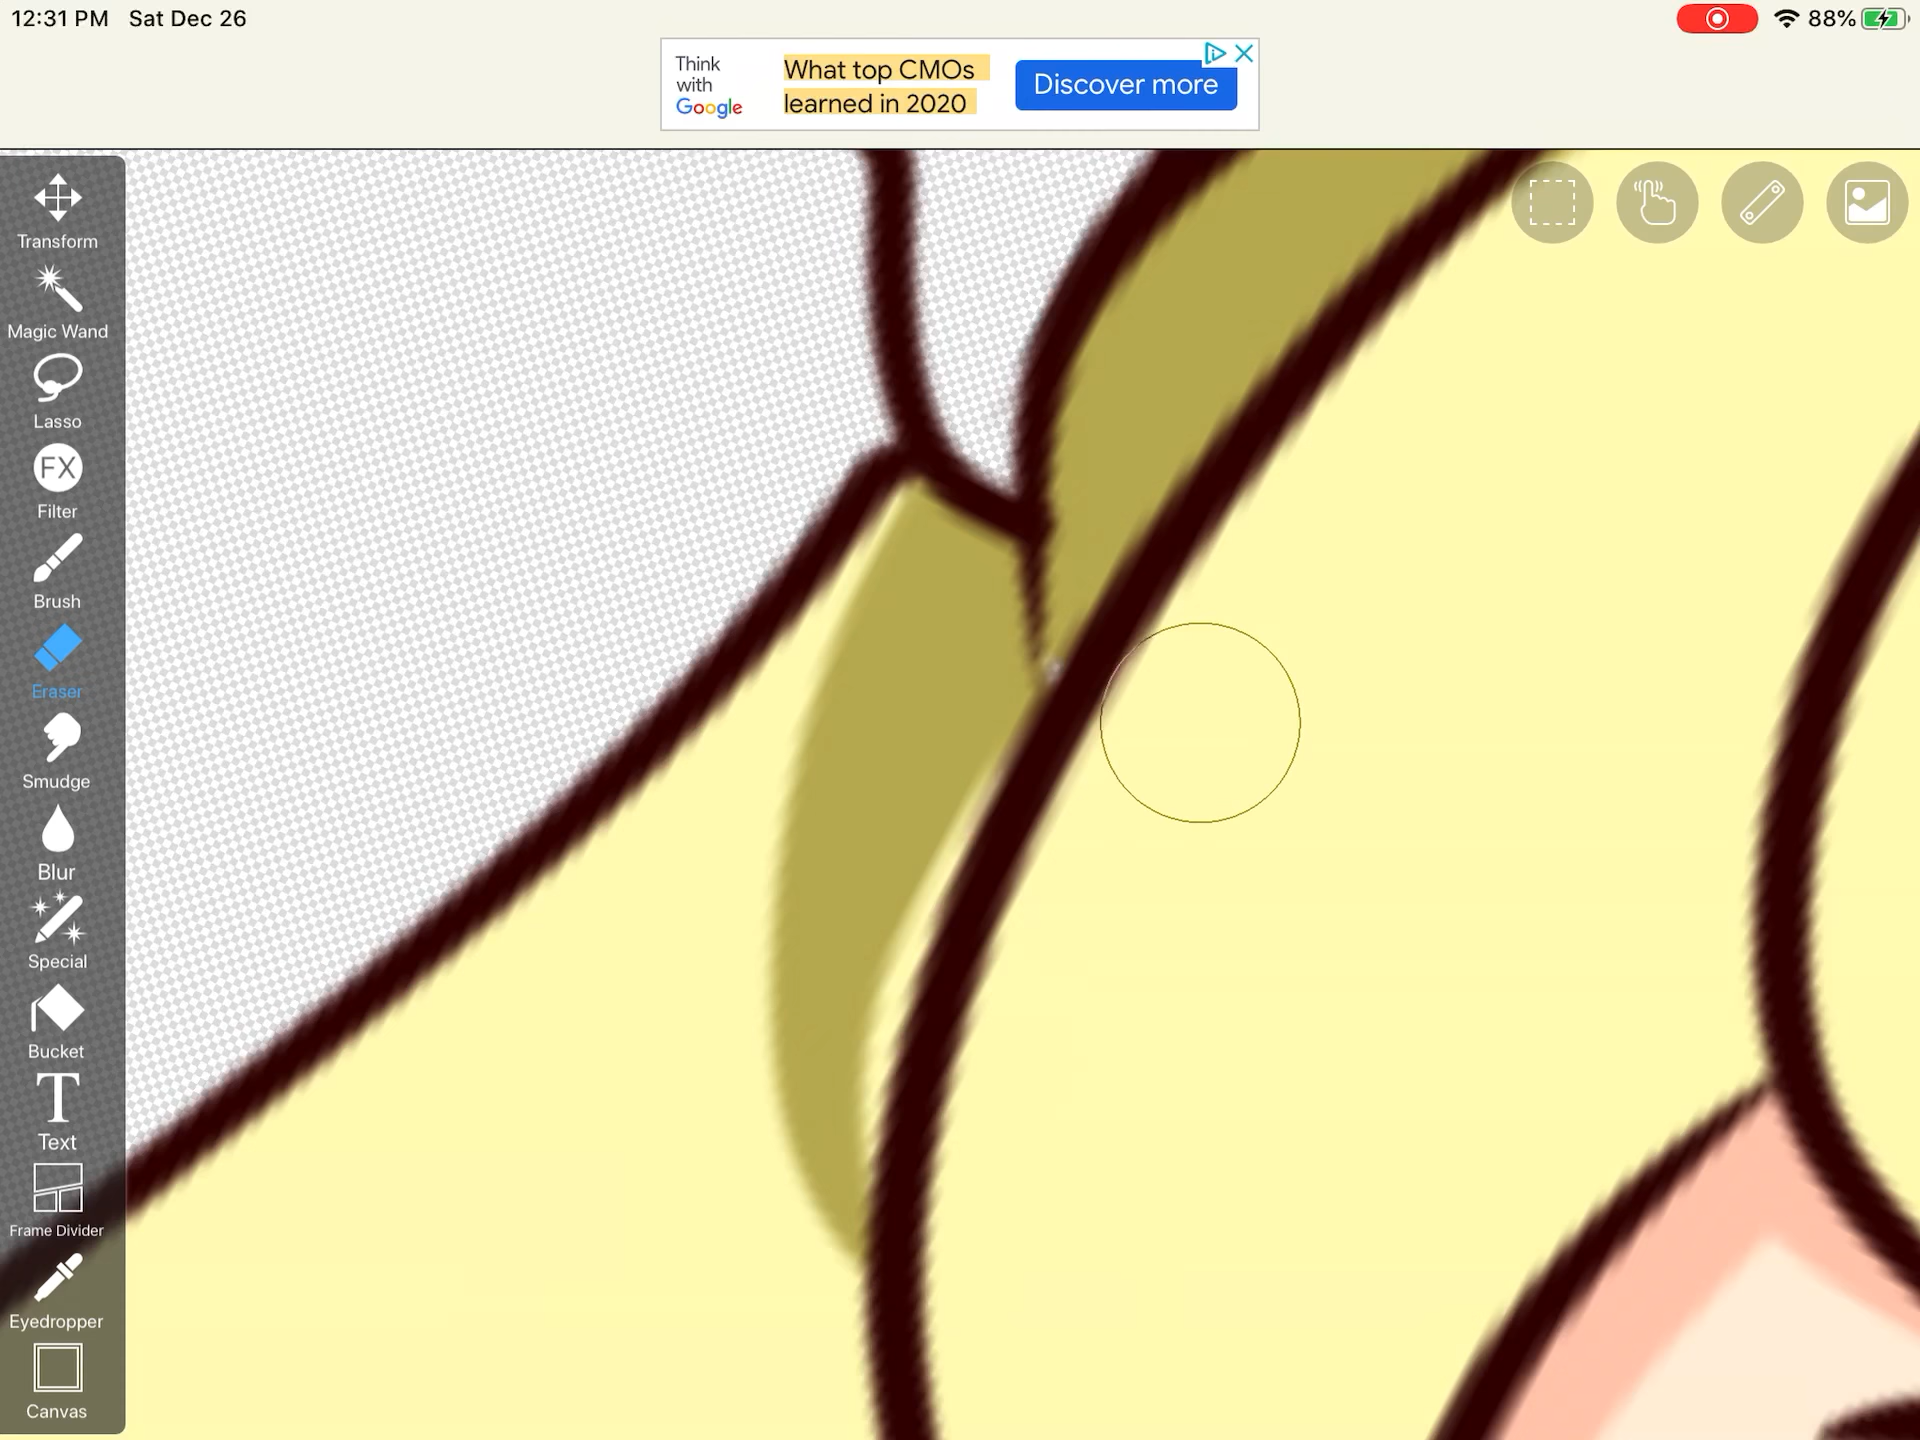 12:31 PM Sat Dec 26
88%
Think
with
Google
What top CMOs
learned in 2020
Discover more
Transform
Magic Wand
Lasso
FX
Filter
Brush
Eraser
Smudge
Blur
Special
Bucket
T
Text
Frame Divider
Eyedropper
Canvas